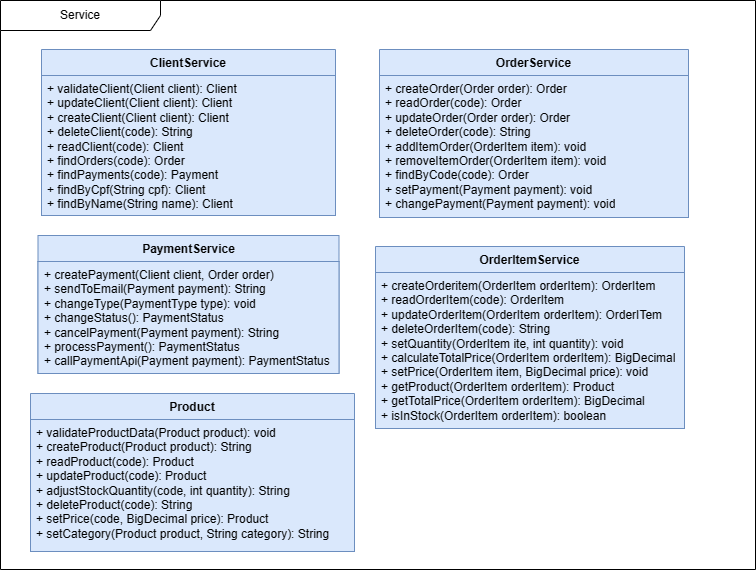 Service
ClientService
+ validateClient(Client client): Client
+ updateClient(Client client): Client
+ createClient(Client client): Client
+ deleteClient(code): String
+ readClient(code): Client
+ findOrders(code): Order
+ findPayments(code): Payment
+ findByCpf(String cpf): Client
+ findByName(String name): Client
OrderService
+ createOrder(Order order): Order
+ readOrder(code): Order
+ updateOrder(Order order): Order
+ deleteOrder(code): String
+ addItemOrder(OrderItem item): void
+ removeItemOrder(OrderItem item): void
+ findByCode(code): Order
+ setPayment(Payment payment): void
+ changePayment(Payment payment): void
PaymentService
+ createPayment(Client client, Order order)
+ sendToEmail(Payment payment): String
+ changeType(PaymentType type): void
+ changeStatus(): PaymentStatus
+ cancelPayment(Payment payment): String
+ processPayment(): PaymentStatus
+ callPaymentApi(Payment payment): PaymentStatus
OrderItemService
+ createOrderitem(OrderItem orderItem): OrderItem
+ readOrderItem(code): OrderItem
+ updateOrderItem(OrderItem orderItem): OrderITem
+ deleteOrderItem(code): String
+ setQuantity(OrderItem ite, int quantity): void
+ calculateTotalPrice(OrderItem orderItem): BigDecimal
+ setPrice(OrderItem item, BigDecimal price): void
+ getProduct(OrderItem orderItem): Product
+ getTotalPrice(OrderItem orderItem): BigDecimal
+ isInStock(OrderItem orderItem): boolean
Product
+ validateProductData(Product product): void
+ createProduct(Product product): String
+ readProduct(code): Product
+ updateProduct(code): Product
+ adjustStockQuantity(code, int quantity): String
+ deleteProduct(code): String
+ setPrice(code, BigDecimal price): Product
+ setCategory(Product product, String category): String